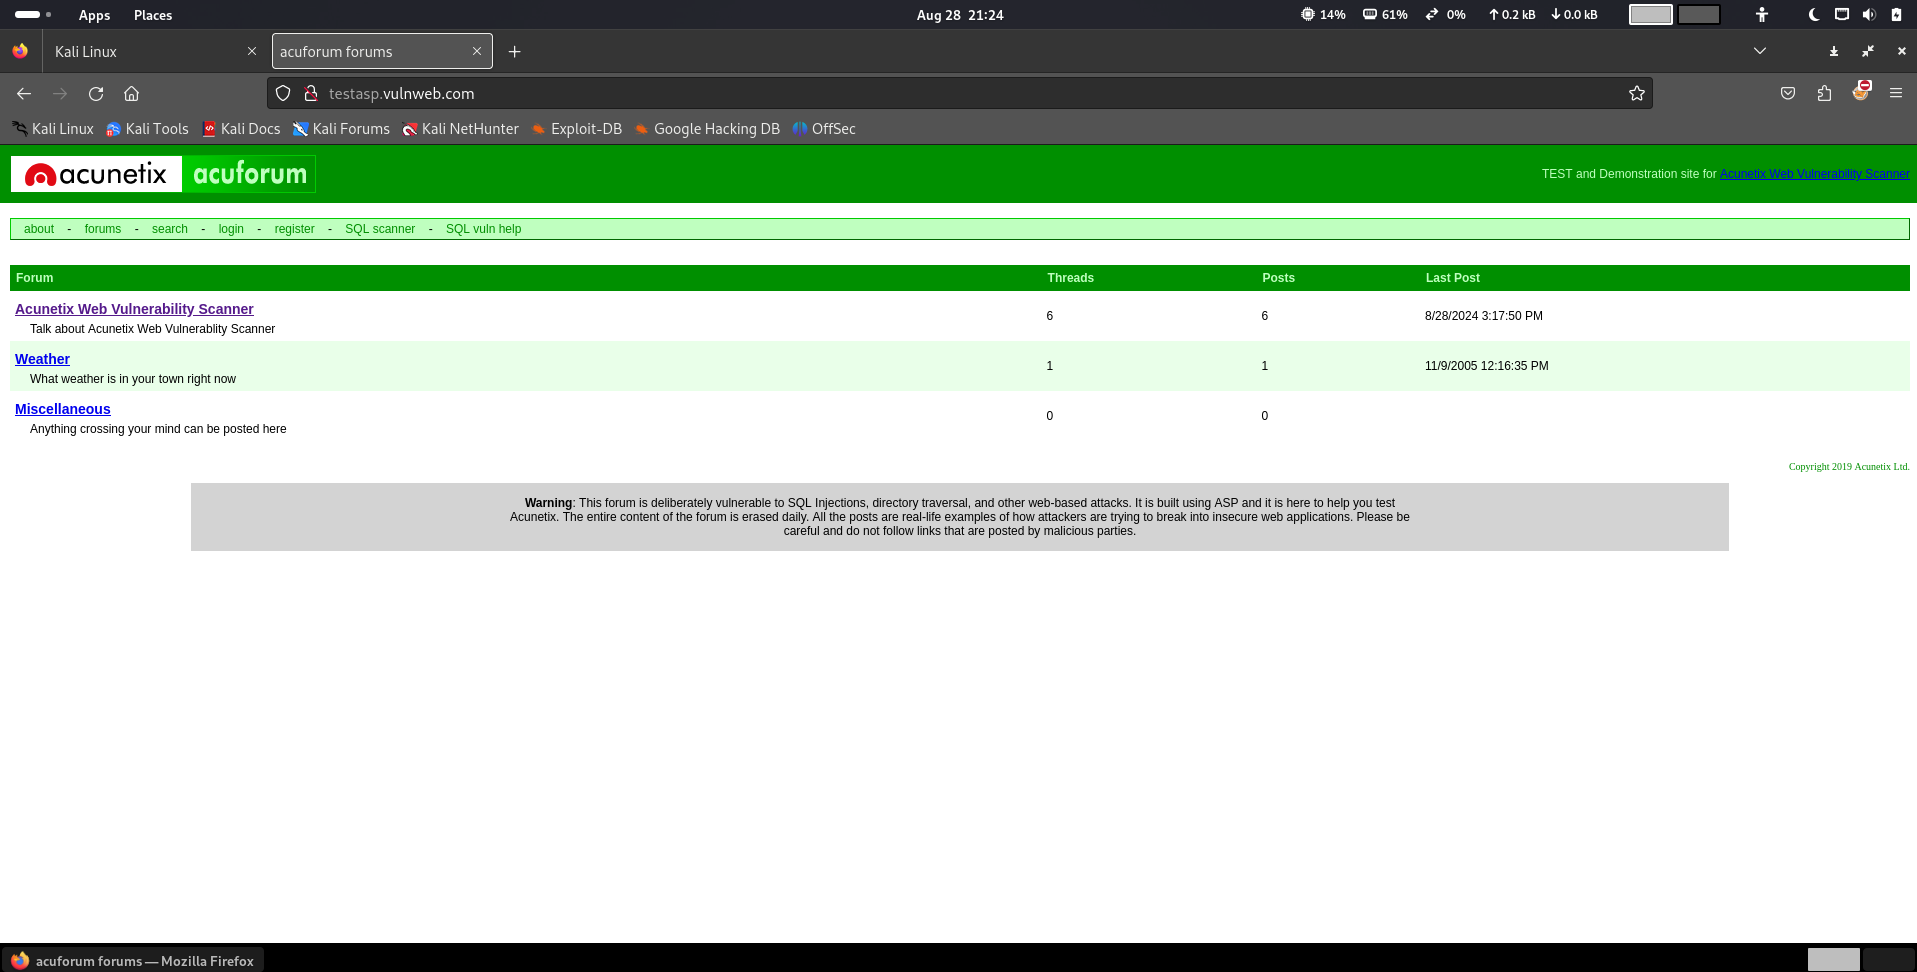 Apps Places Aug 28 21:24 14% 61% 0% 0.2 kB 0.0 kB
Kali Linux acuforum forums
testasp.vulnweb.com
Kali Linux Kali Tools Kali Docs Kali Forums Kali NetHunter Exploit-DB Google Hacking DB OffSec
acunetix acuforum TEST and Demonstration site for Acunetix Web Vulnerability Scanner
about - forums - search - login - register - SQL scanner - SQL vuln help
Forum Threads Posts Last Post
Acunetix Web Vulnerability Scanner
Talk about Acunetix Web Vulnerablity Scanner 6 6 8/28/2024 3:17:50 PM
Weather
What weather is in your town right now 1 1 11/9/2005 12:16:35 PM
Miscellaneous
Anything crossing your mind can be posted here 0 0
Copyright 2019 Acunetix Ltd.
Warning: This forum is deliberately vulnerable to SQL Injections, directory traversal, and other web-based attacks. It is built using ASP and it is here to help you test
Acunetix. The entire content of the forum is erased daily. All the posts are real-life examples of how attackers are trying to break into insecure web applications. Please be
careful and do not follow links that are posted by malicious parties.
acuforum forums — Mozilla Firefox